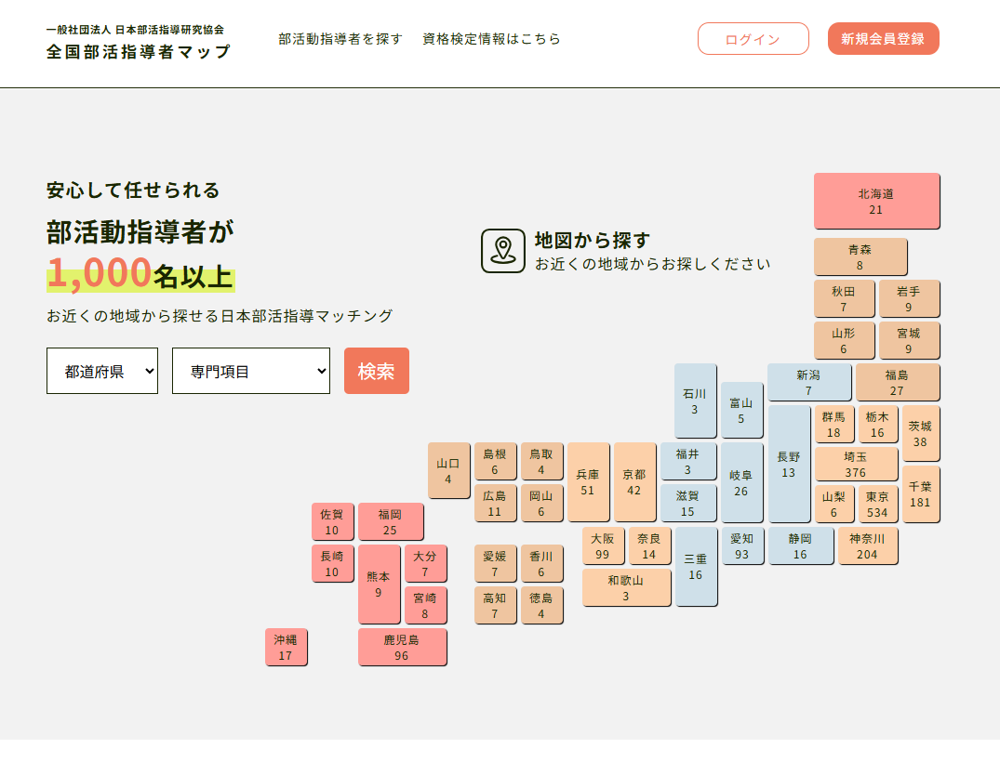 一般社団法人 日本部活指導研究協会
全国部活指導者マップ
部活動指導者を探す
資格検定情報はこちら
ログイン
新規会員登録
安心して任せられる
部活動指導者が
1,000名以上
お近くの地域から探せる日本部活指導マッチング
都道府県
専門項目
検索
地図から探す
お近くの地域からお探しください
北海道
21
青森
8
秋田
7
岩手
9
山形
6
宮城
9
石川
3
富山
5
新潟
7
福島
27
群馬
18
栃木
16
茨城
38
長野
13
山口
4
島根
6
鳥取
4
兵庫
51
京都
42
福井
3
岐阜
26
埼玉
376
千葉
181
広島
11
岡山
6
滋賀
15
山梨
6
東京
534
佐賀
10
福岡
25
大阪
99
奈良
14
三重
16
愛知
93
静岡
16
神奈川
204
長崎
10
熊本
9
大分
7
愛媛
7
香川
6
和歌山
3
宮崎
8
高知
7
徳島
4
沖縄
17
鹿児島
96